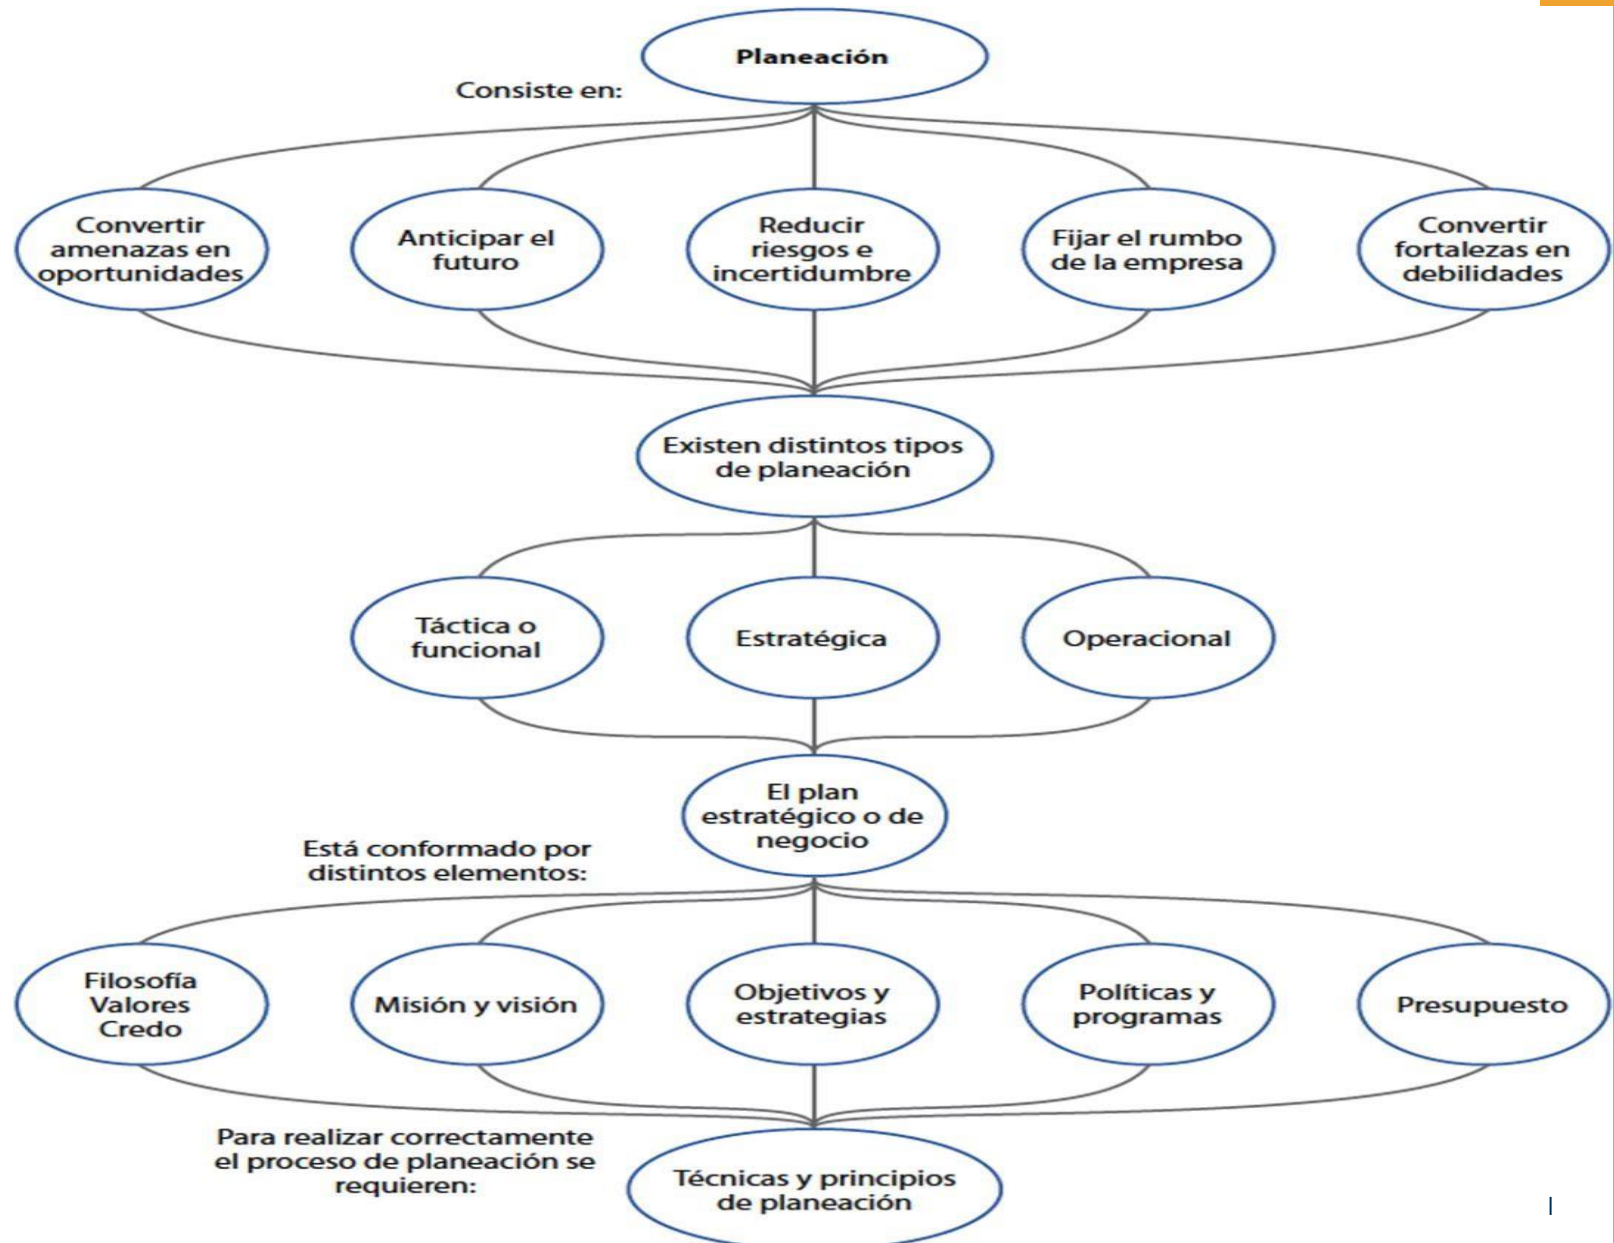 Planeación
Consiste en:
Convertir
amenazas en
oportunidades
Anticipar el
futuro
Reducir
riesgos e
incertidumbre
Fijar el rumbo
de la empresa
Convertir
fortalezas en
debilidades
Existen distintos tipos
de planeación
Táctica o
funcional
Estratégica
Operacional
El plan
estratégico o de
negocio
Está conformado por
distintos elementos:
Filosofía
Valores
Credo
Misión y visión
Objetivos y
estrategias
Políticas y
programas
Presupuesto
Para realizar correctamente
el proceso de planeación se
requieren:
Técnicas y principios
de planeación